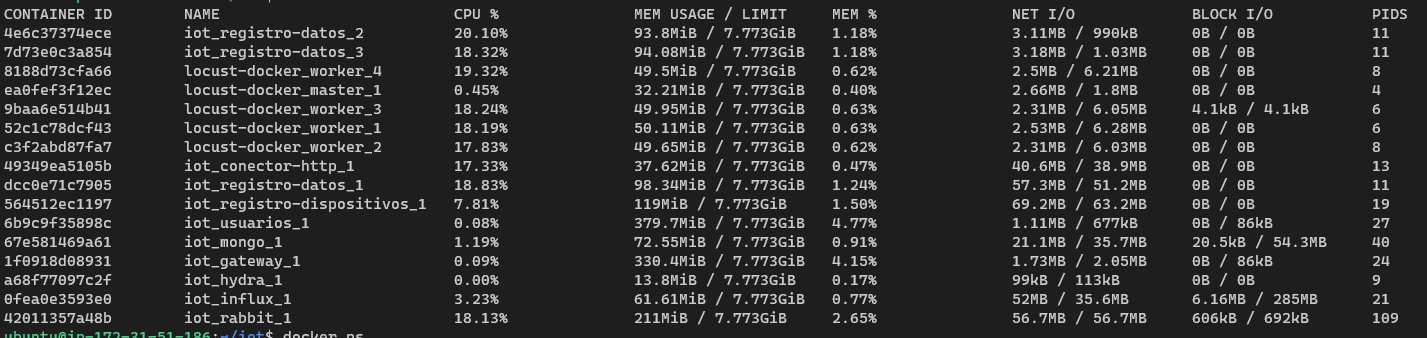 CONTAINER ID NAME CPU % MEM USAGE / LIMIT MEM % NET I/O BLOCK I/O PIDS
4e6c37374ece iot_registro-datos_2 20.10% 93.8MiB / 7.773GiB 1.18% 3.11MB / 990kB 0B / 0B 11
7d73e0c3a854 iot_registro-datos_3 18.32% 94.08MiB / 7.773GiB 1.18% 3.18MB / 1.03MB 0B / 0B 11
8188d73cfa66 locust-docker_worker_4 19.32% 49.5MiB / 7.773GiB 0.62% 2.5MB / 6.21MB 0B / 0B 8
ea0fef3f12ec locust-docker_master_1 0.45% 32.21MiB / 7.773GiB 0.40% 2.66MB / 1.8MB 0B / 0B 4
9baa6e514b41 locust-docker_worker_3 18.24% 49.95MiB / 7.773GiB 0.63% 2.31MB / 6.05MB 4.1kB / 4.1kB 6
52c1c78dcf43 locust-docker_worker_1 18.19% 50.11MiB / 7.773GiB 0.63% 2.53MB / 6.28MB 0B / 0B 6
c3f2abd87fa7 locust-docker_worker_2 17.83% 49.65MiB / 7.773GiB 0.62% 2.31MB / 6.03MB 0B / 0B 8
49349ea5105b iot_conector-http_1 17.33% 37.62MiB / 7.773GiB 0.47% 40.6MB / 38.9MB 0B / 0B 13
dcc0e71c7905 iot_registro-datos_1 18.83% 98.34MiB / 7.773GiB 1.24% 57.3MB / 51.2MB 0B / 0B 11
564512ec1197 iot_registro-dispositivos_1 7.81% 119MiB / 7.773GiB 1.50% 69.2MB / 63.2MB 0B / 0B 19
6b9c9f35898c iot_usuarios_1 0.08% 379.7MiB / 7.773GiB 4.77% 1.11MB / 677kB 0B / 86kB 27
67e581469a61 iot_mongo_1 1.19% 72.55MiB / 7.773GiB 0.91% 21.1MB / 35.7MB 20.5kB / 54.3MB 40
1f0918d08931 iot_gateway_1 0.09% 330.4MiB / 7.773GiB 4.15% 1.73MB / 2.05MB 0B / 86kB 24
a68f77097c2f iot_hydra_1 0.00% 13.8MiB / 7.773GiB 0.17% 99kB / 113kB 0B / 0B 9
0fea0e3593e0 iot_influx_1 3.23% 61.61MiB / 7.773GiB 0.77% 52MB / 35.6MB 6.16MB / 285MB 21
42011357a48b iot_rabbit_1 18.13% 211MiB / 7.773GiB 2.65% 56.7MB / 56.7MB 606kB / 692kB 109
ubuntu@ip-172-31-51-186:~/iot$ docker ps